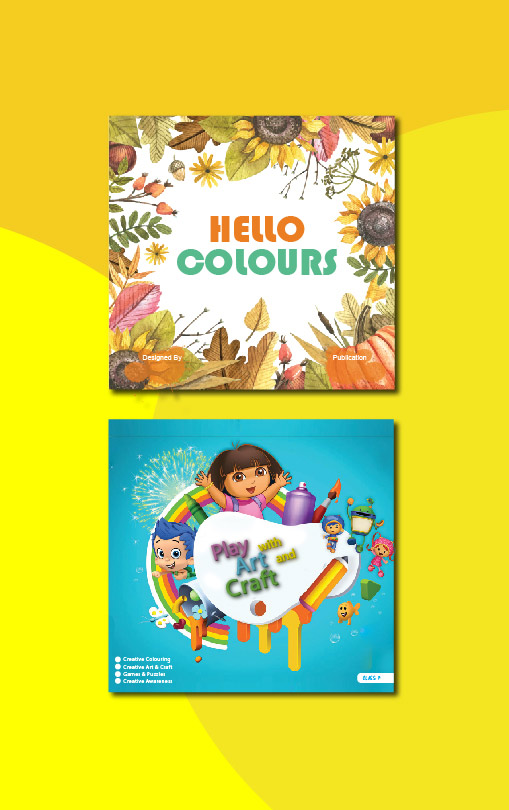 HELLO
COLOURS
Designed By
Publication
Play with
Art and
Craft
Creative Colouring
Creative Art & Craft
Games & Puzzles
Creative Awareness